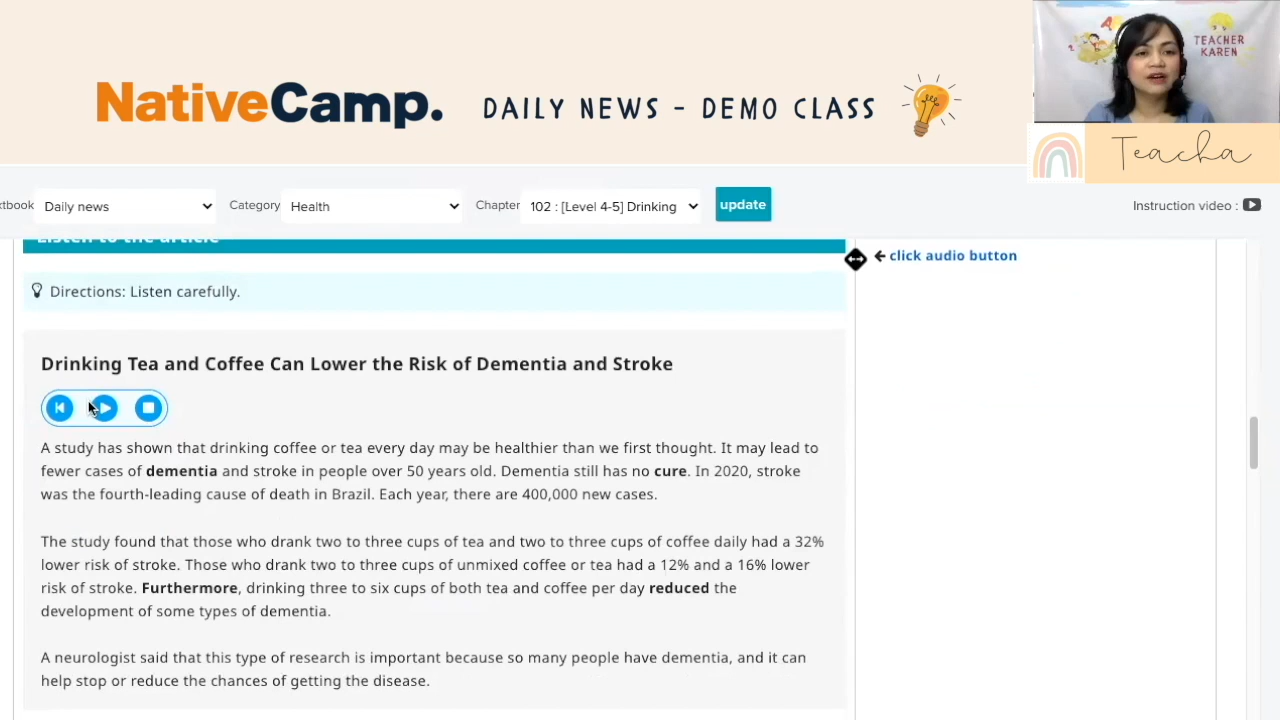 NativeCamp.
DAILY NEWS - DEMO CLASS
TEACHER
KAREN
Teacha
tbook
Daily news
Category
Health
Chapter
102 : [Level 4-5] Drinking
update
Instruction video :
Listen to the article
click audio button
Directions: Listen carefully.
Drinking Tea and Coffee Can Lower the Risk of Dementia and Stroke
A study has shown that drinking coffee or tea every day may be healthier than we first thought. It may lead to
fewer cases of dementia and stroke in people over 50 years old. Dementia still has no cure. In 2020, stroke
was the fourth-leading cause of death in Brazil. Each year, there are 400,000 new cases.
The study found that those who drank two to three cups of tea and two to three cups of coffee daily had a 32%
lower risk of stroke. Those who drank two to three cups of unmixed coffee or tea had a 12% and a 16% lower
risk of stroke. Furthermore, drinking three to six cups of both tea and coffee per day reduced the
development of some types of dementia.
A neurologist said that this type of research is important because so many people have dementia, and it can
help stop or reduce the chances of getting the disease.